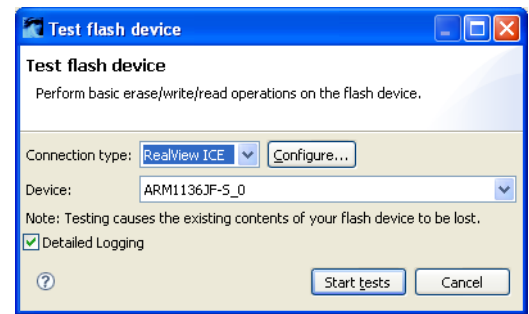 Test flash device
Test flash device
Perform basic erase/write/read operations on the flash device.
Connection type: RealView ICE Configure...
Device: ARM1136JF-S_0
Note: Testing causes the existing contents of your flash device to be lost.
Detailed Logging
? Start tests Cancel